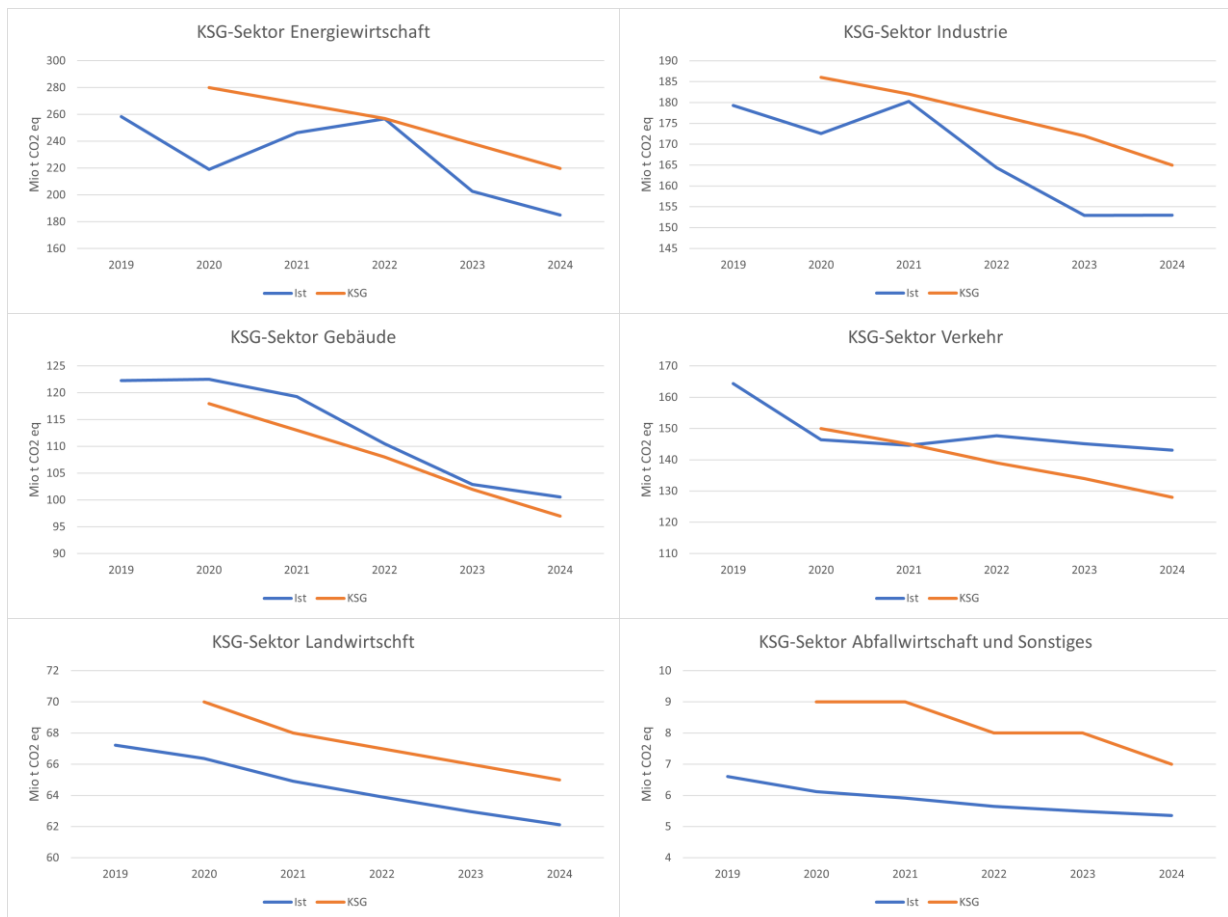 KSG-Sektor Energiewirtschaft
Mio t CO2 eq
300
280
260
240
220
200
180
160
2019 2020 2021 2022 2023 2024
Ist KSG
KSG-Sektor Industrie
Mio t CO2 eq
190
185
180
175
170
165
160
155
150
145
2019 2020 2021 2022 2023 2024
Ist KSG
KSG-Sektor Gebäude
Mio t CO2 eq
125
120
115
110
105
100
95
90
2019 2020 2021 2022 2023 2024
Ist KSG
KSG-Sektor Verkehr
Mio t CO2 eq
170
160
150
140
130
120
110
2019 2020 2021 2022 2023 2024
Ist KSG
KSG-Sektor Landwirtschft
Mio t CO2 eq
72
70
68
66
64
62
60
2019 2020 2021 2022 2023 2024
Ist KSG
KSG-Sektor Abfallwirtschaft und Sonstiges
Mio t CO2 eq
10
9
8
7
6
5
4
2019 2020 2021 2022 2023 2024
Ist KSG